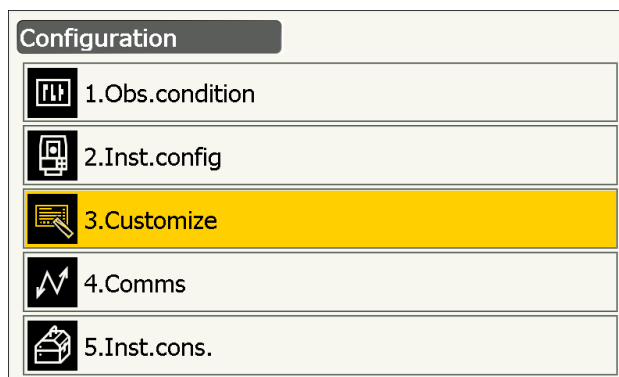 Configuration
1.Obs.condition
2.Inst.config
3.Customize
4.Comms
5.Inst.cons.